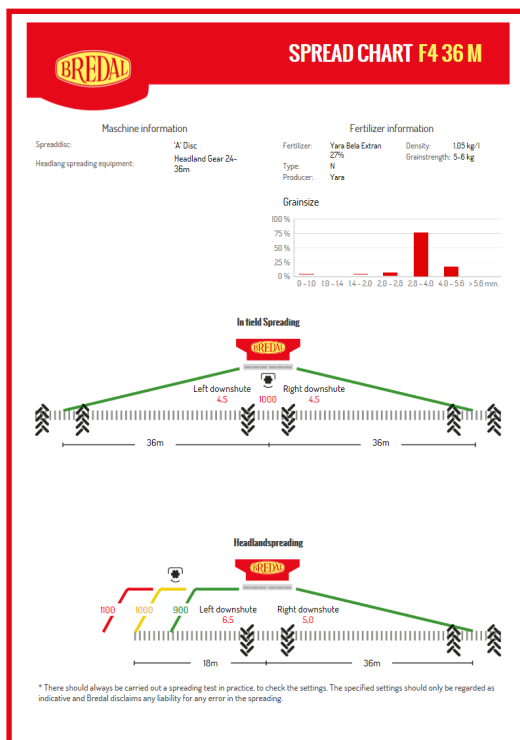 BREDAL
SPREAD CHART F4 36 M
Maschine information
Spreaddisc: 'A' Disc
Headlang spreading equipment: Headland Gear 24-
36m
Fertilizer information
Fertilizer: Yara Bela Extran
27%
Type: N
Producer: Yara
Density: 1,05 kg/l
Grainstrength: 5-6 kg
Grainsize
100 %
75 %
50 %
25 %
0 %
0 - 1,0 1,0 - 1,4 1,4 - 2,0 2,0 - 2,8 2,8 - 4,0 4,0 - 5,6 > 5,6 mm.
In field Spreading
BREDAL
Left downshute Right downshute
4.5 1000 4.5
36m 36m
Headlandspreading
BREDAL
1100 1000 900 Left downshute Right downshute
6.5 5.0
18m 36m
* There should always be carried out a spreading test in practice, to check the settings. The specified settings should only be regarded as
indicative and Bredal disclaims any liability for any error in the spreading.